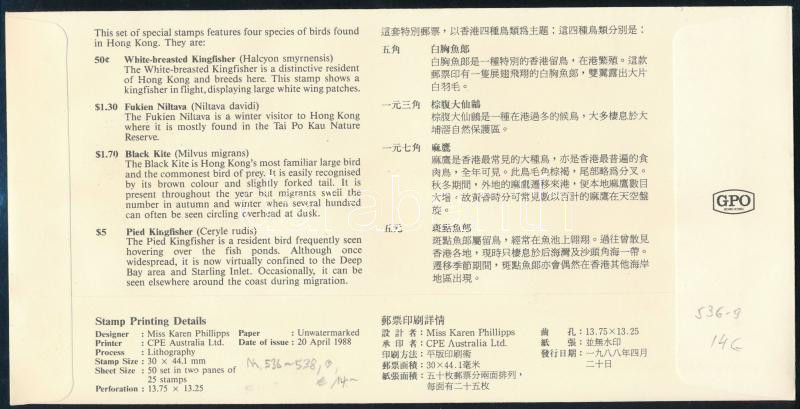 This set of special stamps features four species of birds found
in Hong Kong. They are:
50¢ White-breasted Kingfisher (Halcyon smyrnensis)
The White-breasted Kingfisher is a distinctive resident
of Hong Kong and breeds here. This stamp shows a
kingfisher in flight, displaying large white wing patches.
$1.30 Fukien Niltava (Niltava davidi)
The Fukien Niltava is a winter visitor to Hong Kong
where it is mostly found in the Tai Po Kau Nature
Reserve.
$1.70 Black Kite (Milvus migrans)
The Black Kite is Hong Kong's most familiar large bird
and the commonest bird of prey. It is easily recognised
by its brown colour and slightly forked tail. It is
present throughout the year but migrants swell the
number in autumn and winter when several hundred
can often be seen circling overhead at dusk.
$5 Pied Kingfisher (Ceryle rudis)
The Pied Kingfisher is a resident bird frequently seen
hovering over the fish ponds. Although once
widespread, it is now virtually confined to the Deep
Bay area and Starling Inlet. Occasionally, it can be
seen elsewhere around the coast during migration.
Stamp Printing Details
Designer : Miss Karen Phillipps Paper : Unwatermarked
Printer : CPE Australia Ltd. Date of issue : 20 April 1988
Process : Lithography
Stamp Size : 30 × 44.1 mm
Sheet Size : 50 set in two panes of
25 stamps
Perforation : 13.75 × 13.25
這套特別郵票，以香港四種鳥類爲主題；這四種鳥類分別是：
五角 白胸魚郎
白胸魚郎是一種特別的香港留鳥，在港繁殖。這款
郵票印有一隻展翅飛翔的白胸魚郎，雙翼露出大片
白羽毛。
一元三角 棕腹大仙鶲
棕腹大仙鶲是一種在港過冬的候鳥，大多棲息於大
埔滘自然保護區。
一元七角 麻鷹
麻鷹是香港最常見的大種鳥，亦是香港最普遍的食
肉鳥，全年可見。此鳥毛色棕褐，尾部略爲分叉。
秋冬期間，外地的麻鷹遷移來港，使本地麻鷹數目
大增，故黃昏時分可常見數以百計的麻鷹在天空盤
旋。
五元 斑點魚郎
斑點魚郎屬留鳥，經常在魚池上翱翔。過往曾散見
香港各地，現時只棲息於后海灣及沙頭角海一帶。
遷移季節期間，斑點魚郎亦會偶然在香港其他海岸
地區出現。
郵票印刷詳情
設計者：Miss Karen Phillipps 齒孔：13.75×13.25
承印者：CPE Australia Ltd. 紙張：並無水印
印刷方法：平版印刷術 發行日期：一九八八年四月
郵票面積：30×44.1毫米 二十日
紙張面積：五十枚郵票分兩面排列，
每面有二十五枚
GPO
536-9
14€
M. 536-538,
€ 14-